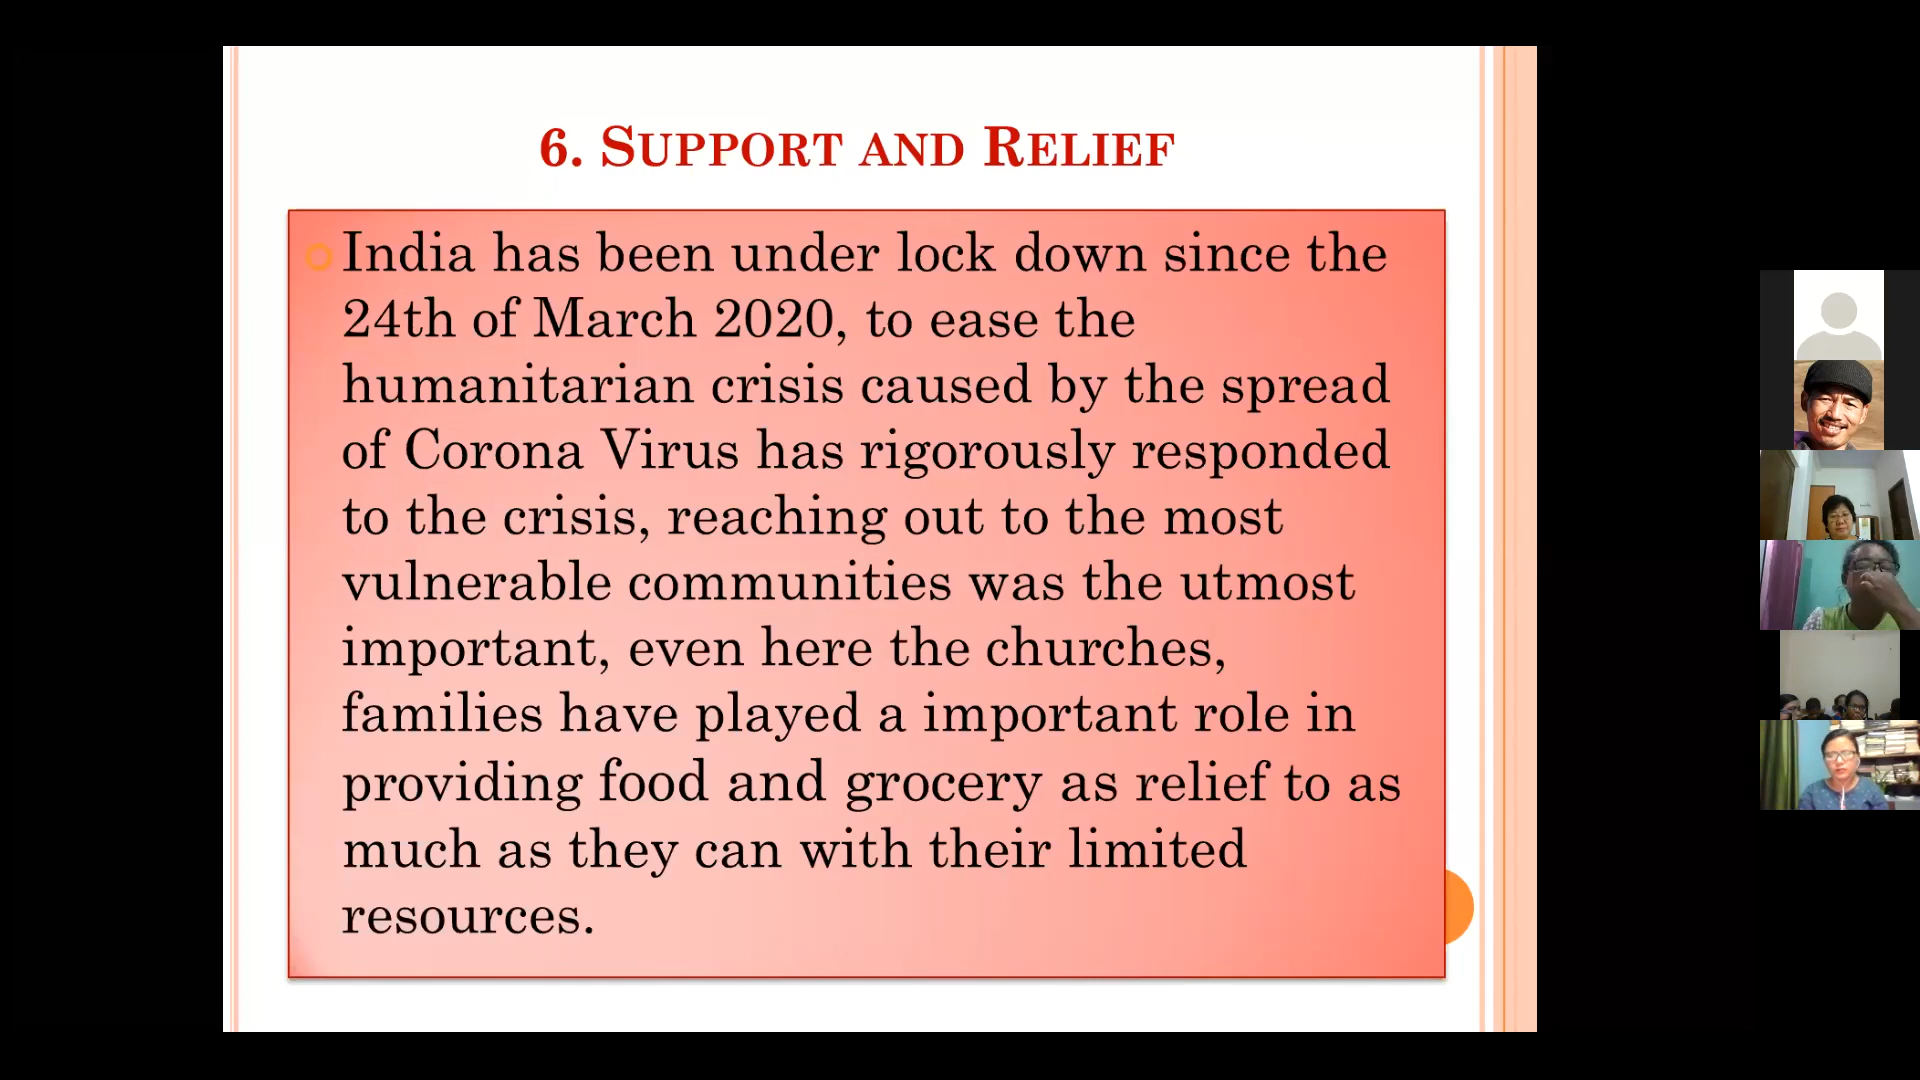 6. Support and Relief
India has been under lock down since the
24th of March 2020, to ease the
humanitarian crisis caused by the spread
of Corona Virus has rigorously responded
to the crisis, reaching out to the most
vulnerable communities was the utmost
important, even here the churches,
families have played a important role in
providing food and grocery as relief to as
much as they can with their limited
resources.